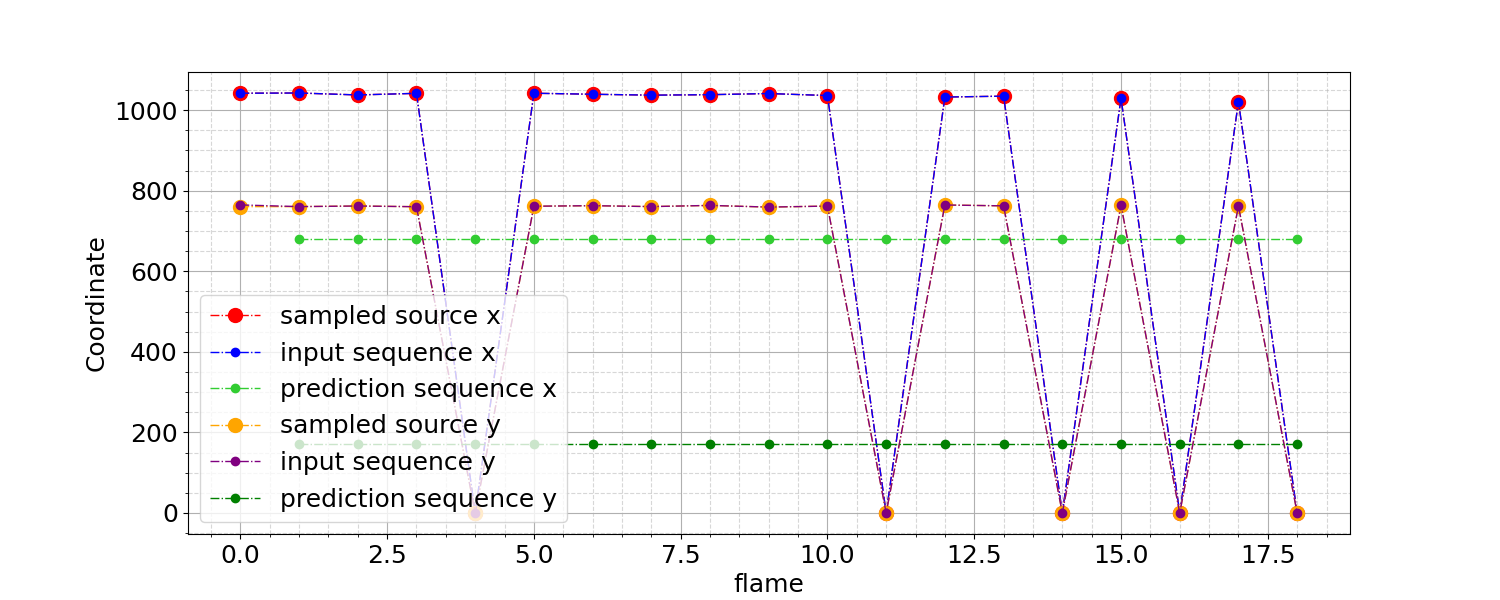 1000
800
600
400
200
0
Coordinate
sampled source x
input sequence x
prediction sequence x
sampled source y
input sequence y
prediction sequence y
0.0 2.5 5.0 7.5 10.0 12.5 15.0 17.5
flame